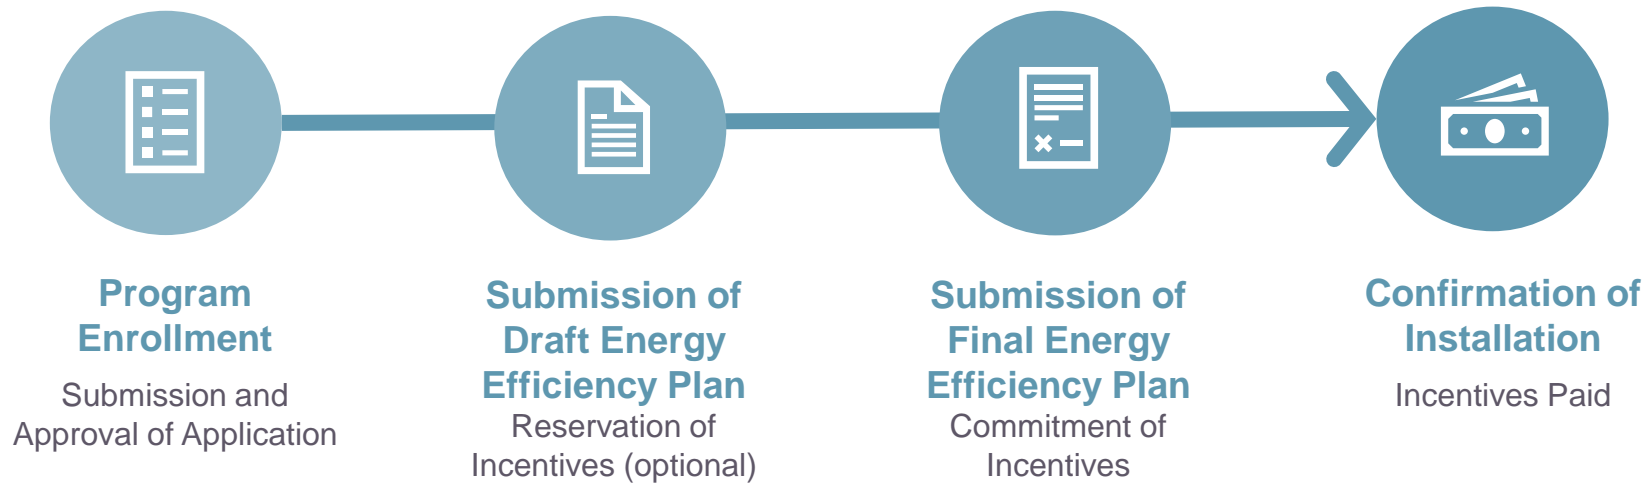 Program
Enrollment
Submission and
Approval of Application
Submission of
Draft Energy
Efficiency Plan
Reservation of
Incentives (optional)
Submission of
Final Energy
Efficiency Plan
Commitment of
Incentives
Confirmation of
Installation
Incentives Paid